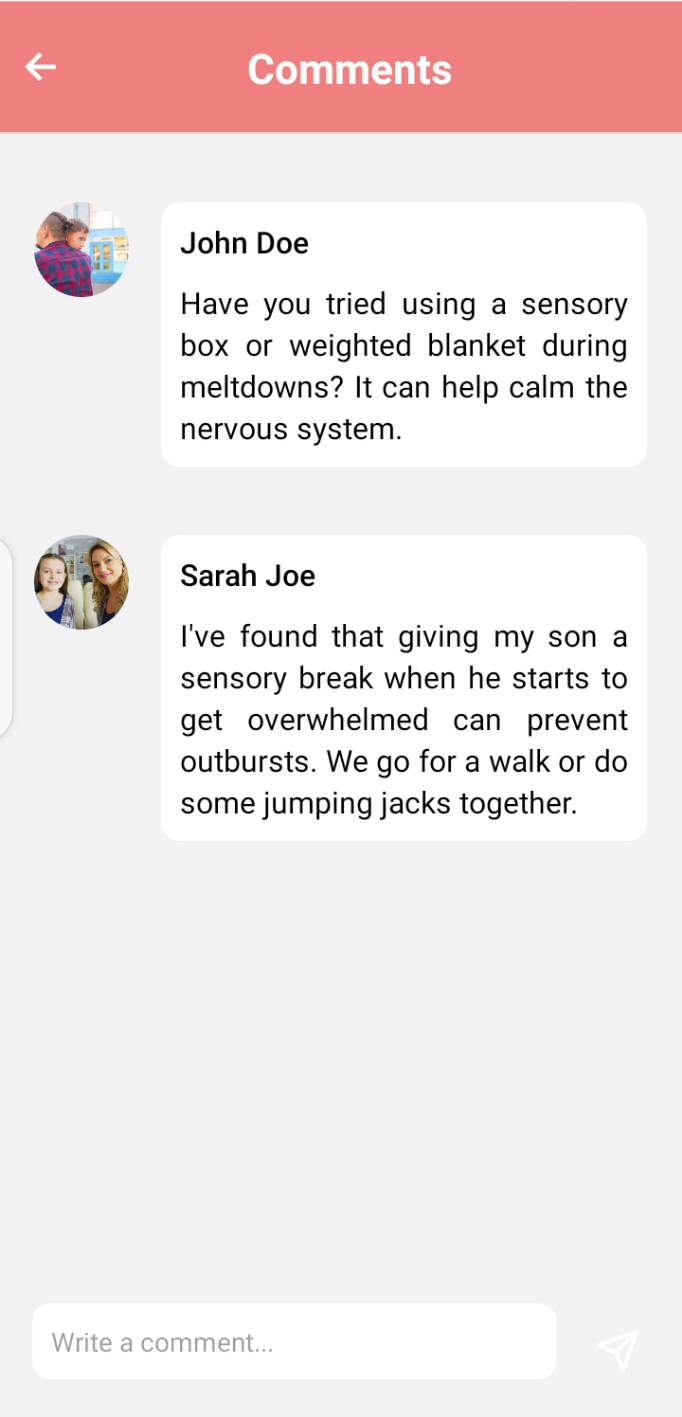 Comments
John Doe
Have you tried using a sensory
box or weighted blanket during
meltdowns? It can help calm the
nervous system.
Sarah Joe
I've found that giving my son a
sensory break when he starts to
get overwhelmed can prevent
outbursts. We go for a walk or do
some jumping jacks together.
Write a comment...